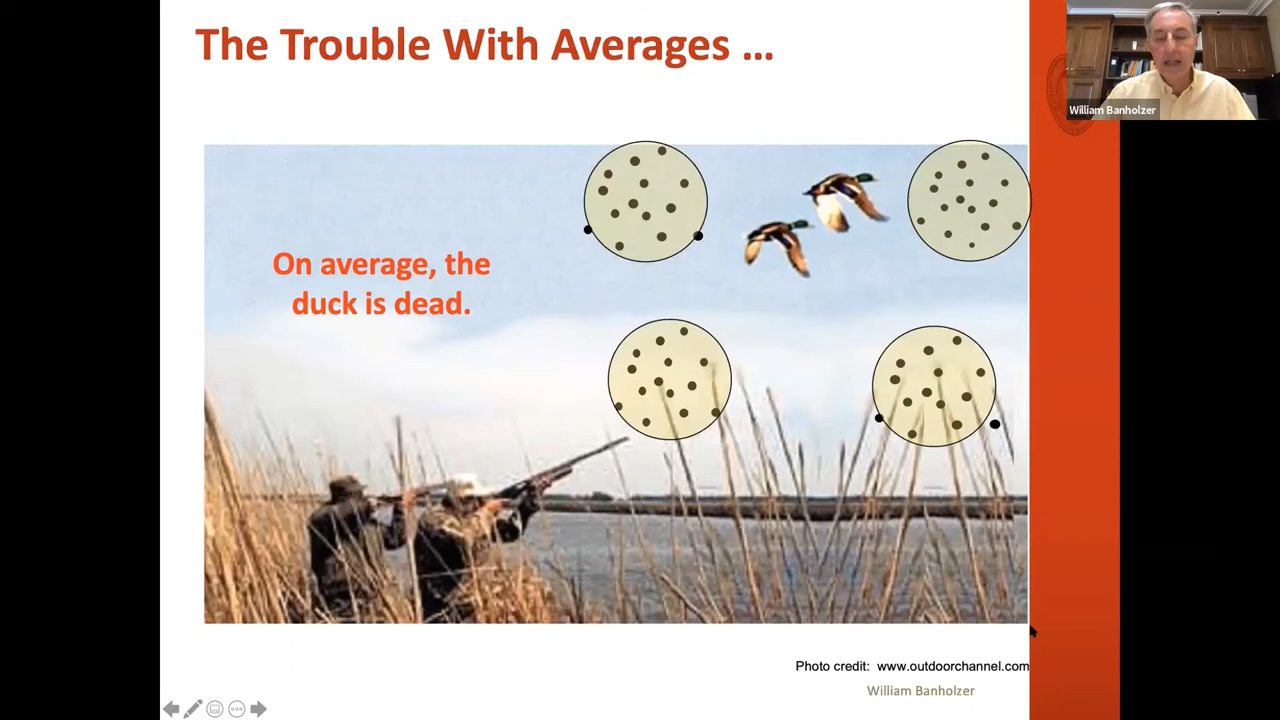 The Trouble With Averages ...
William Banholzer
On average, the
duck is dead.
Photo credit: www.outdoorchannel.com
William Banholzer